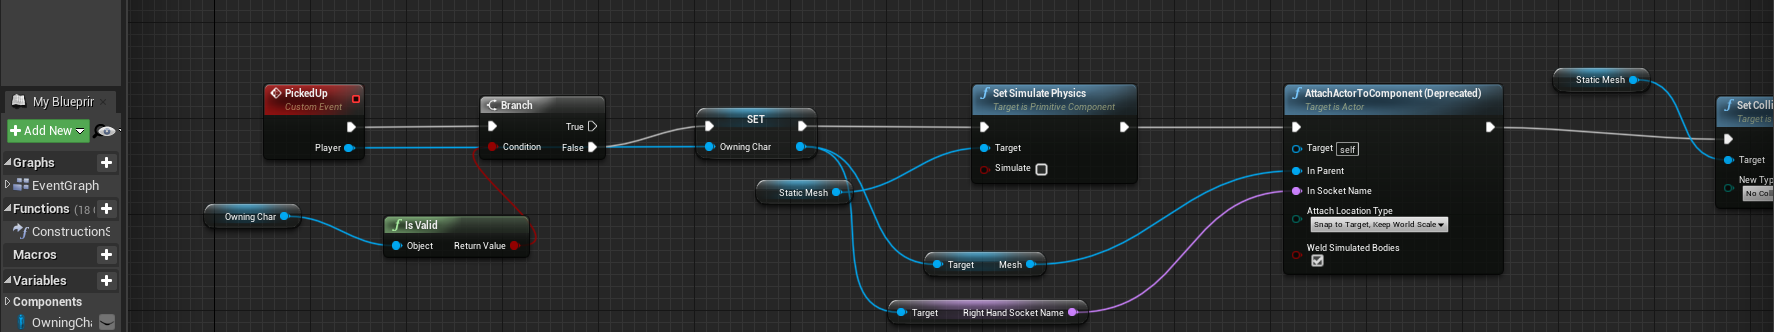 My Blueprir
Add New
Graphs
EventGraph
Functions (18
ConstructionS
Macros
Variables
Components
OwningCha
PickedUp
Custom Event
Player
Owning Char
Is Valid
Object Return Value
Branch
True
Condition False
SET
Owning Char
Static Mesh
Set Simulate Physics
Target is Primitive Component
Target
Simulate
Target Mesh
Target Right Hand Socket Name
AttachActorToComponent (Deprecated)
Target is Actor
Target self
In Parent
In Socket Name
Attach Location Type
Snap to Target, Keep World Scale
Weld Simulated Bodies
Static Mesh
Set Colli
Target is
Target
New Typ
No Coll